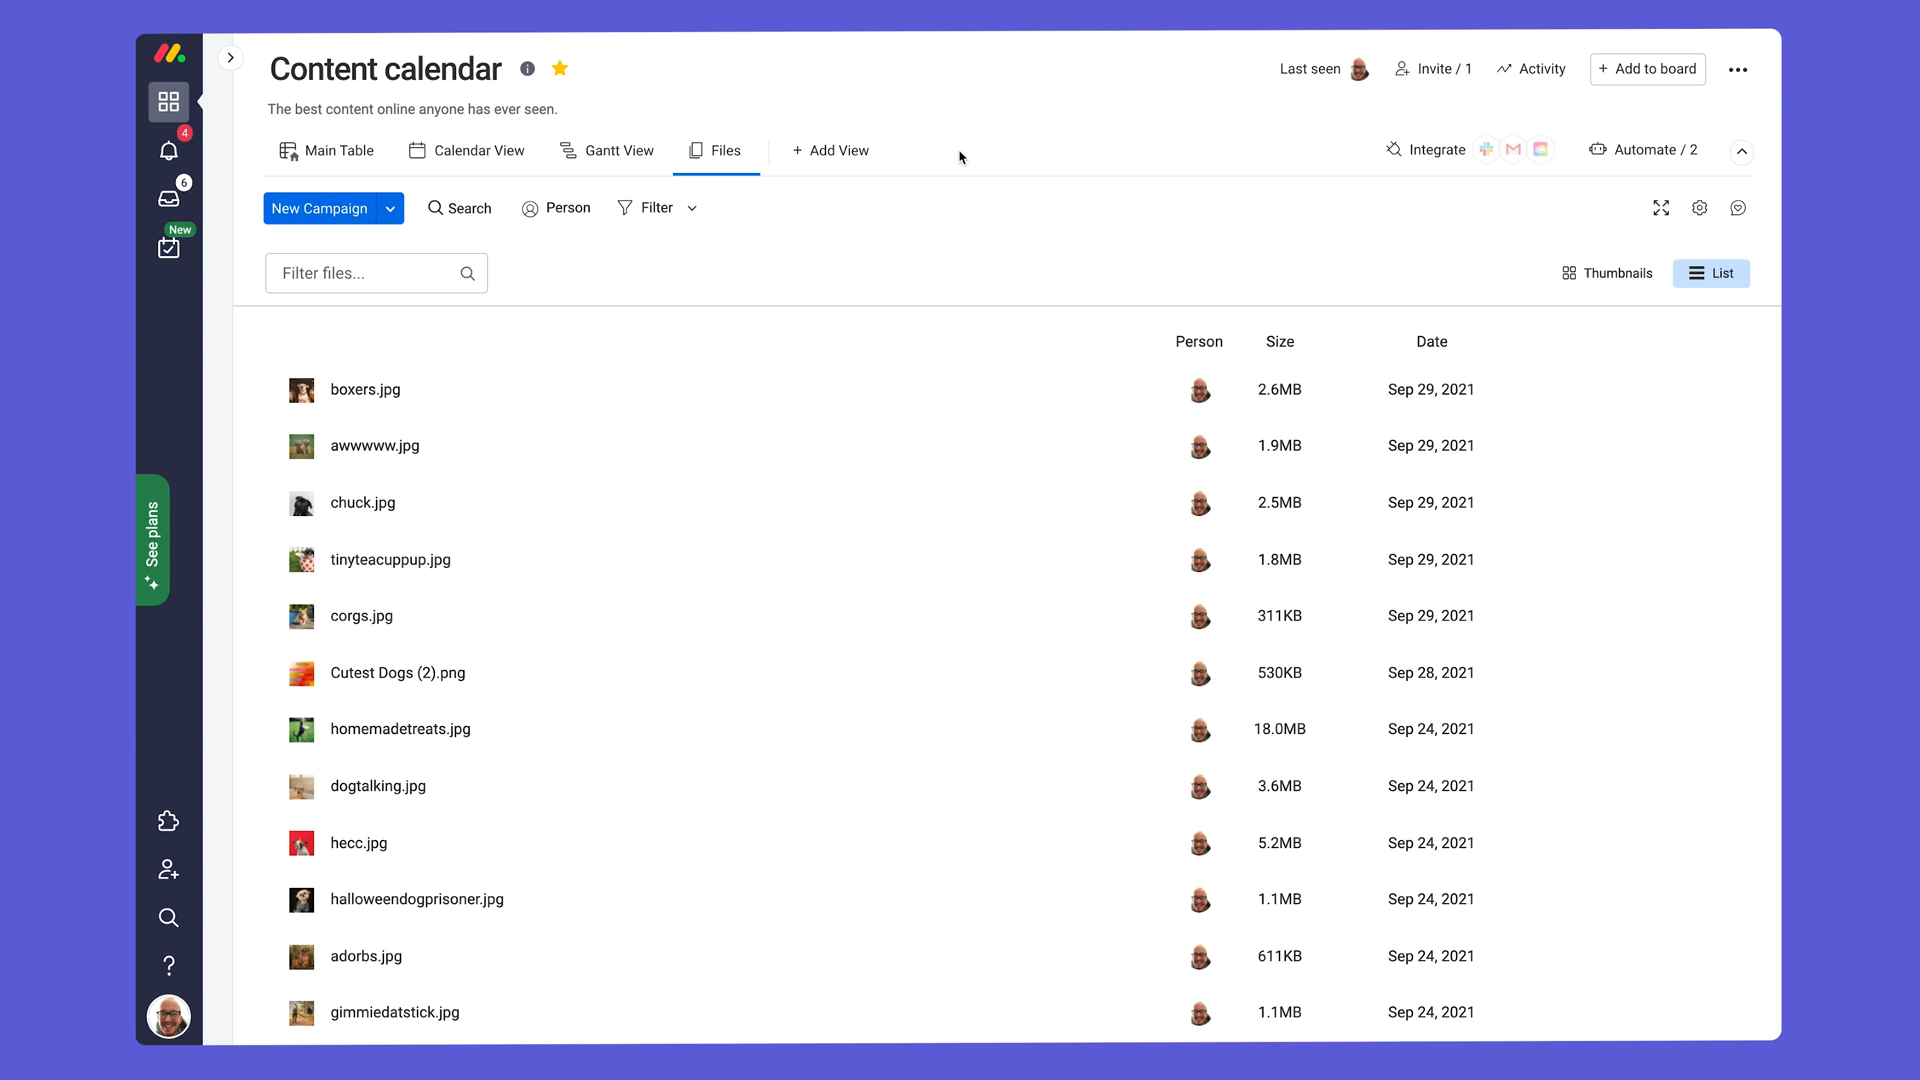 Content calendar
Last seen
Invite / 1
Activity
+ Add to board
The best content online anyone has ever seen.
4
Main Table
Calendar View
Gantt View
Files
+ Add View
Integrate
Automate / 2
6
New Campaign
Search
Person
Filter
New
Filter files...
Thumbnails
List
Person Size Date
boxers.jpg 2.6MB Sep 29, 2021
awwwww.jpg 1.9MB Sep 29, 2021
chuck.jpg 2.5MB Sep 29, 2021
See plans
tinyteacuppup.jpg 1.8MB Sep 29, 2021
corgs.jpg 311KB Sep 29, 2021
Cutest Dogs (2).png 530KB Sep 28, 2021
homemadetreats.jpg 18.0MB Sep 24, 2021
dogtalking.jpg 3.6MB Sep 24, 2021
hecc.jpg 5.2MB Sep 24, 2021
halloweendogprisoner.jpg 1.1MB Sep 24, 2021
adorbs.jpg 611KB Sep 24, 2021
gimmiedatstick.jpg 1.1MB Sep 24, 2021